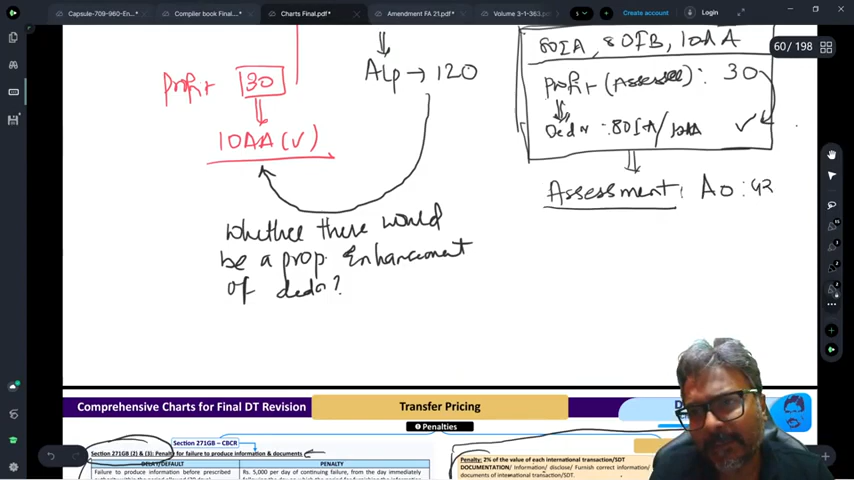 Capsule-709-960-En...*
Compiler book Final....*
Charts Final.pdf*
Amendment FA 21.pdf*
Volume 3-1-363.pdf
5
Create account
Login
60 / 198
Profit 30
10AA (✓)
Alp → 120
Whether there would
be a prop. Enhancement
of dedn?
80IA, 80IB, 10AA
Profit (Assessee): 30
Dedn :80IA/10AA ✓
Assessment: AO:42
Comprehensive Charts for Final DT Revision
Transfer Pricing
Penalties
Section 271GB – CBCR
Section 271GB (2) & (3): Penalty for failure to produce information & documents
PENALTY
Failure to produce information before prescribed
Rs. 5,000 per day of continuing failure, from the day immediately
Penalty: 2% of the value of each international transaction/SDT
DOCUMENTATION/ Information/ disclose/ Furnish correct information/
documents of international transaction/SDT.